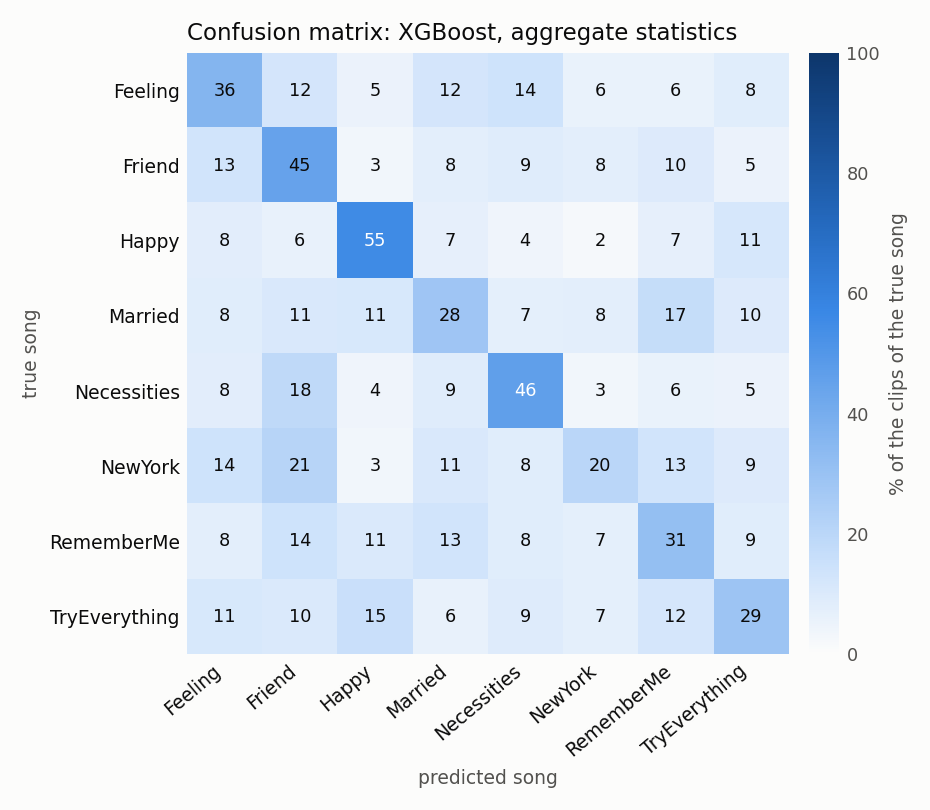 Confusion matrix: XGBoost, aggregate statistics
Feeling 36 12 5 12 14 6 6 8
Friend 13 45 3 8 9 8 10 5
Happy 8 6 55 7 4 2 7 11
Married 8 11 11 28 7 8 17 10
Necessities 8 18 4 9 46 3 6 5
NewYork 14 21 3 11 8 20 13 9
RememberMe 8 14 11 13 8 7 31 9
TryEverything 11 10 15 6 9 7 12 29
Feeling Friend Happy Married Necessities NewYork RememberMe TryEverything
predicted song
true song
100
80
60
40
20
0
% of the clips of the true song